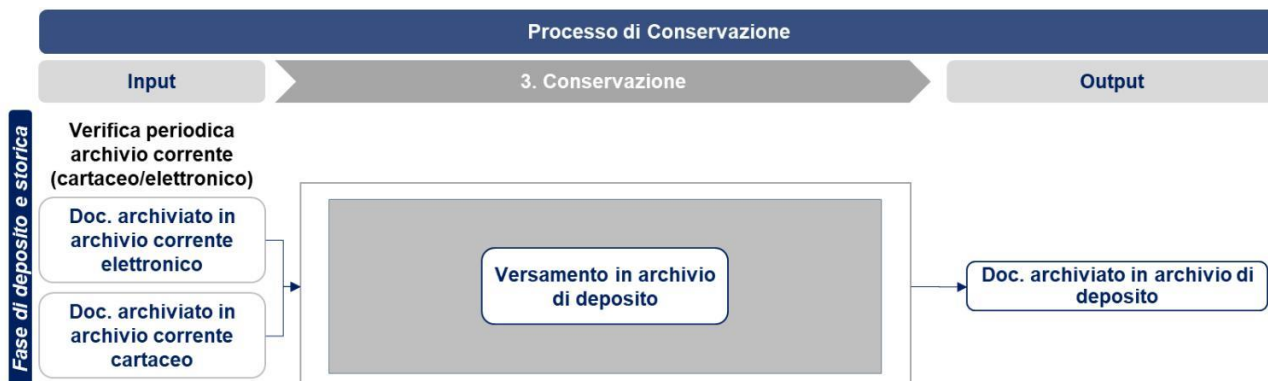 Processo di Conservazione
Input
3. Conservazione
Output
Fase di deposito e storica
Verifica periodica
archivio corrente
(cartaceo/elettronico)
Doc. archiviato in
archivio corrente
elettronico
Doc. archiviato in
archivio corrente
cartaceo
Versamento in archivio
di deposito
Doc. archiviato in archivio di
deposito